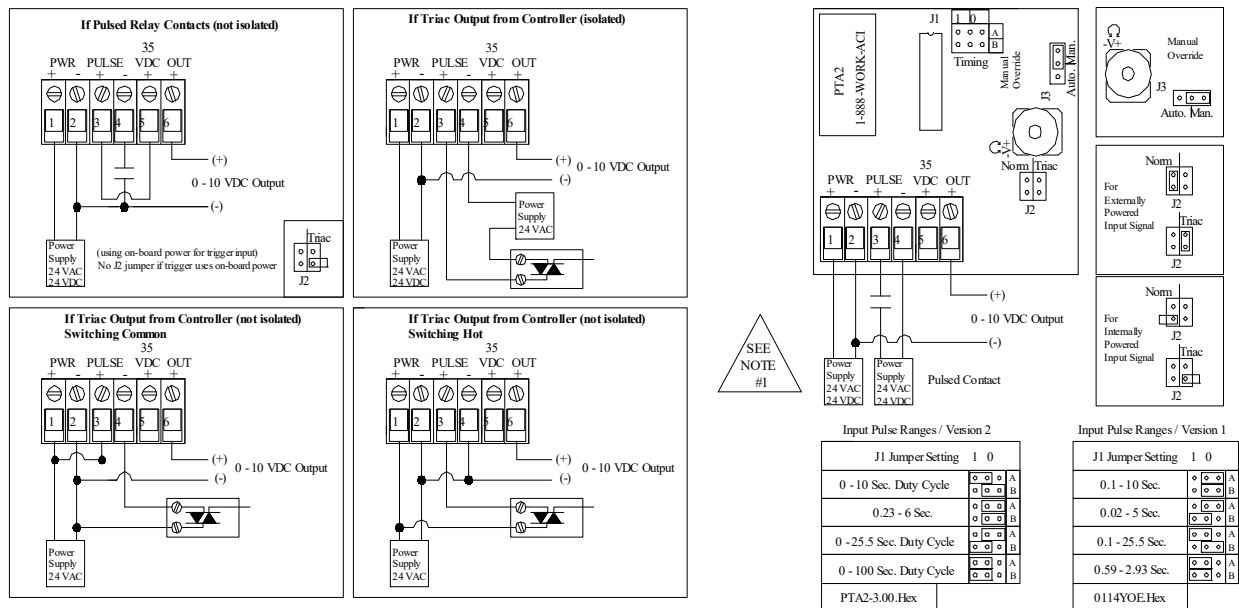 If Pulsed Relay Contacts (not isolated)
35
PWR PULSE VDC OUT
+ - + - + +
1 2 3 4 5 6
(+)
0 - 10 VDC Output
(-)
Power
Supply
24 VAC
24 VDC
(using on-board power for trigger input)
No J2 jumper if trigger uses on-board power
Triac
J2
If Triac Output from Controller (isolated)
35
PWR PULSE VDC OUT
+ - + - + +
1 2 3 4 5 6
(+)
0 - 10 VDC Output
(-)
Power
Supply
24 VAC
Power
Supply
24 VAC
24 VDC
If Triac Output from Controller (not isolated)
Switching Common
35
PWR PULSE VDC OUT
+ - + - + +
1 2 3 4 5 6
(+)
0 - 10 VDC Output
(-)
Power
Supply
24 VAC
If Triac Output from Controller (not isolated)
Switching Hot
35
PWR PULSE VDC OUT
+ - + - + +
1 2 3 4 5 6
(+)
0 - 10 VDC Output
(-)
Power
Supply
24 VAC
PTA2
1-888-WORK-ACI
J1 1 0
A
B
Timing
Manual
Override
J3
Auto. Man.
Ω
-V+
Norm Triac
J2
35
PWR PULSE VDC OUT
+ - + - + +
1 2 3 4 5 6
(+)
0 - 10 VDC Output
(-)
Power
Supply
24 VAC
24 VDC
Power
Supply
24 VAC
24 VDC
Pulsed Contact
SEE
NOTE
#1
Ω
-V+
Manual
Override
J3
Auto. Man.
For
Externally
Powered
Input Signal
Norm
J2
Triac
J2
For
Internally
Powered
Input Signal
Norm
J2
Triac
J2
Input Pulse Ranges / Version 2
J1 Jumper Setting 1 0
0 - 10 Sec. Duty Cycle A
B
0.23 - 6 Sec. A
B
0 - 25.5 Sec. Duty Cycle A
B
0 - 100 Sec. Duty Cycle A
B
PTA2-3.00.Hex
Input Pulse Ranges / Version 1
J1 Jumper Setting 1 0
0.1 - 10 Sec. A
B
0.02 - 5 Sec. A
B
0.1 - 25.5 Sec. A
B
0.59 - 2.93 Sec. A
B
0114YOE.Hex